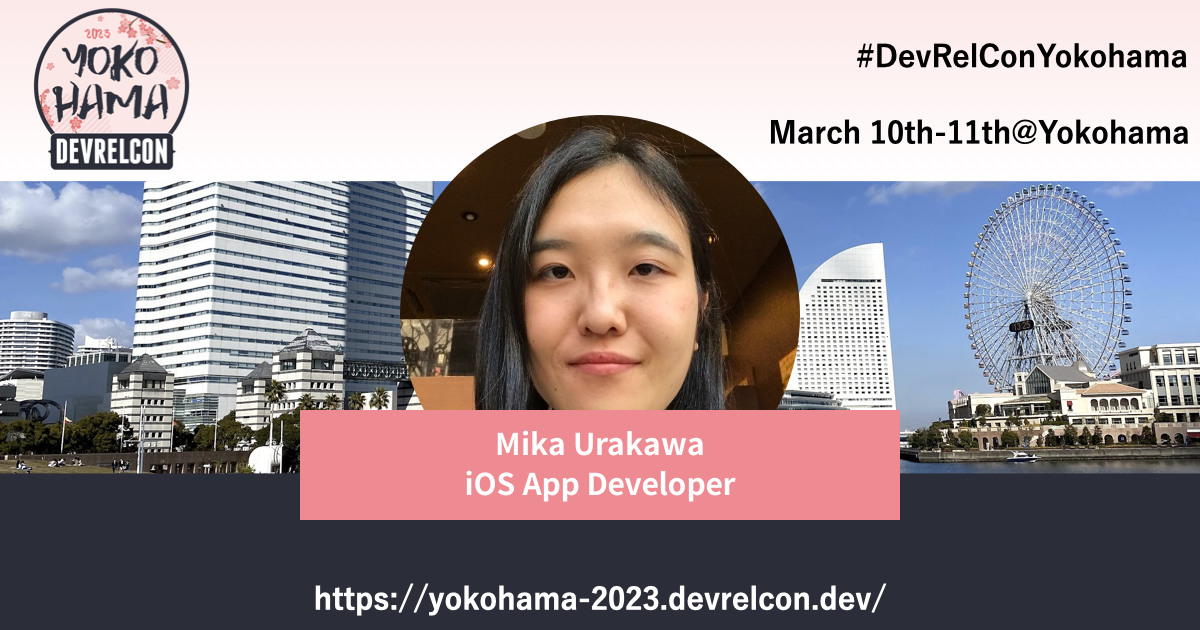 2023
YOKO
HAMA
DEVRELCON
#DevRelConYokohama
March 10th-11th@Yokohama
Mika Urakawa
iOS App Developer
https://yokohama-2023.devrelcon.dev/